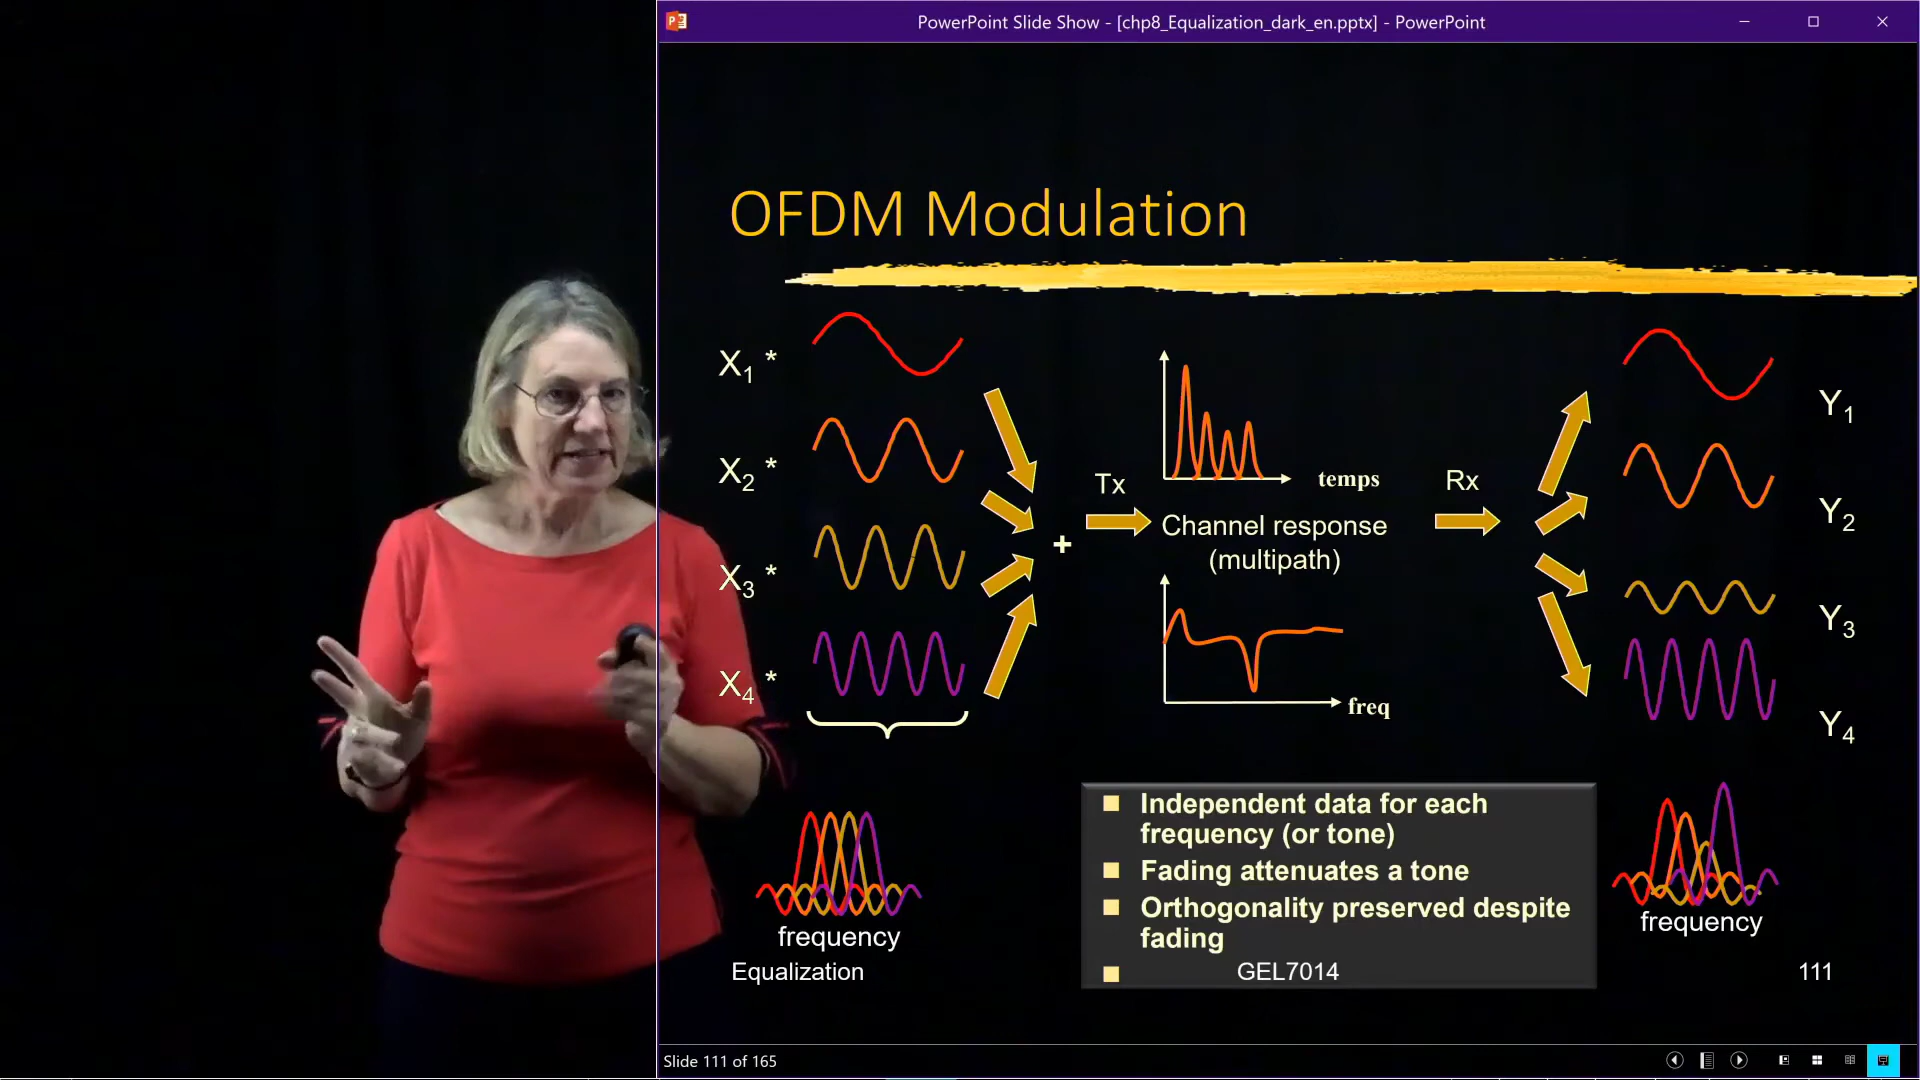 PowerPoint Slide Show - [chp8_Equalization_dark_en.pptx] - PowerPoint
OFDM Modulation
X1 *
X2 *
X3 *
X4 *
+
Tx
temps
Channel response
(multipath)
freq
Rx
Y1
Y2
Y3
Y4
frequency
Independent data for each
frequency (or tone)
Fading attenuates a tone
Orthogonality preserved despite
fading
frequency
Equalization
GEL7014
111
Slide 111 of 165